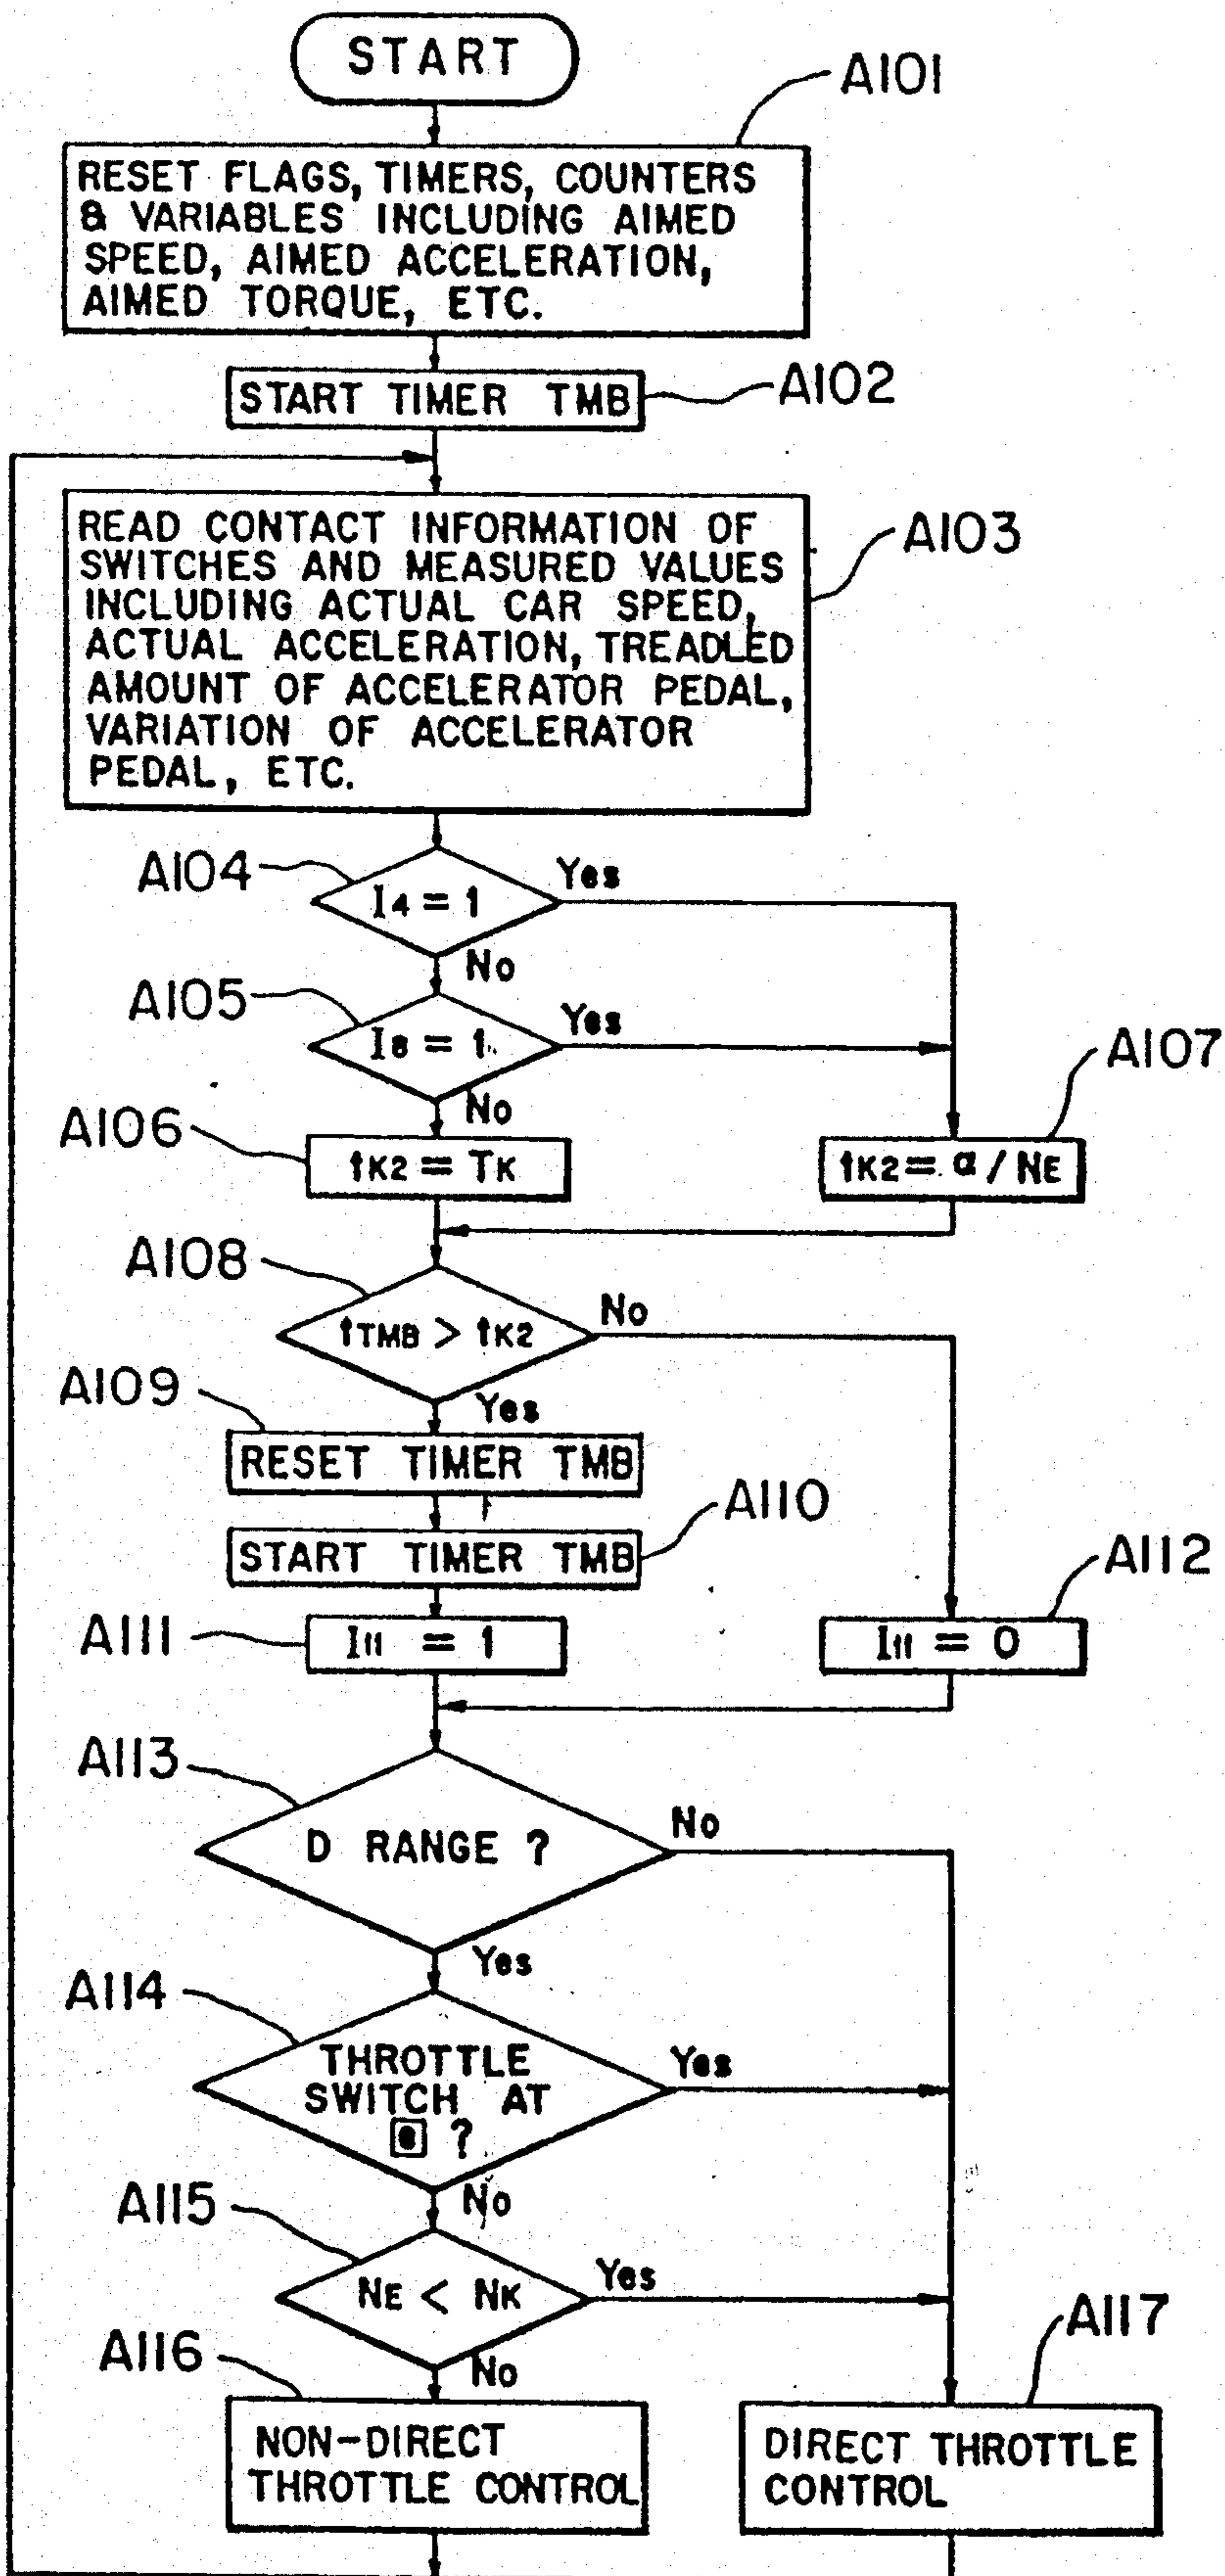 START
A101
RESET FLAGS, TIMERS, COUNTERS
& VARIABLES INCLUDING AIMED
SPEED, AIMED ACCELERATION,
AIMED TORQUE, ETC.
START TIMER TMB
A102
READ CONTACT INFORMATION OF
SWITCHES AND MEASURED VALUES
INCLUDING ACTUAL CAR SPEED,
ACTUAL ACCELERATION, TREADLED
AMOUNT OF ACCELERATOR PEDAL,
VARIATION OF ACCELERATOR
PEDAL, ETC.
A103
A104
I4 = 1
Yes
No
A105
I8 = 1
Yes
No
A106
tK2 = TK
A107
tK2 = α / NE
A108
tTMB > tK2
No
Yes
A109
RESET TIMER TMB
A110
START TIMER TMB
A111
I11 = 1
A112
I11 = 0
A113
D RANGE ?
No
Yes
A114
THROTTLE
SWITCH AT
?
Yes
No
A115
NE < NK
Yes
No
A116
NON-DIRECT
THROTTLE CONTROL
A117
DIRECT THROTTLE
CONTROL